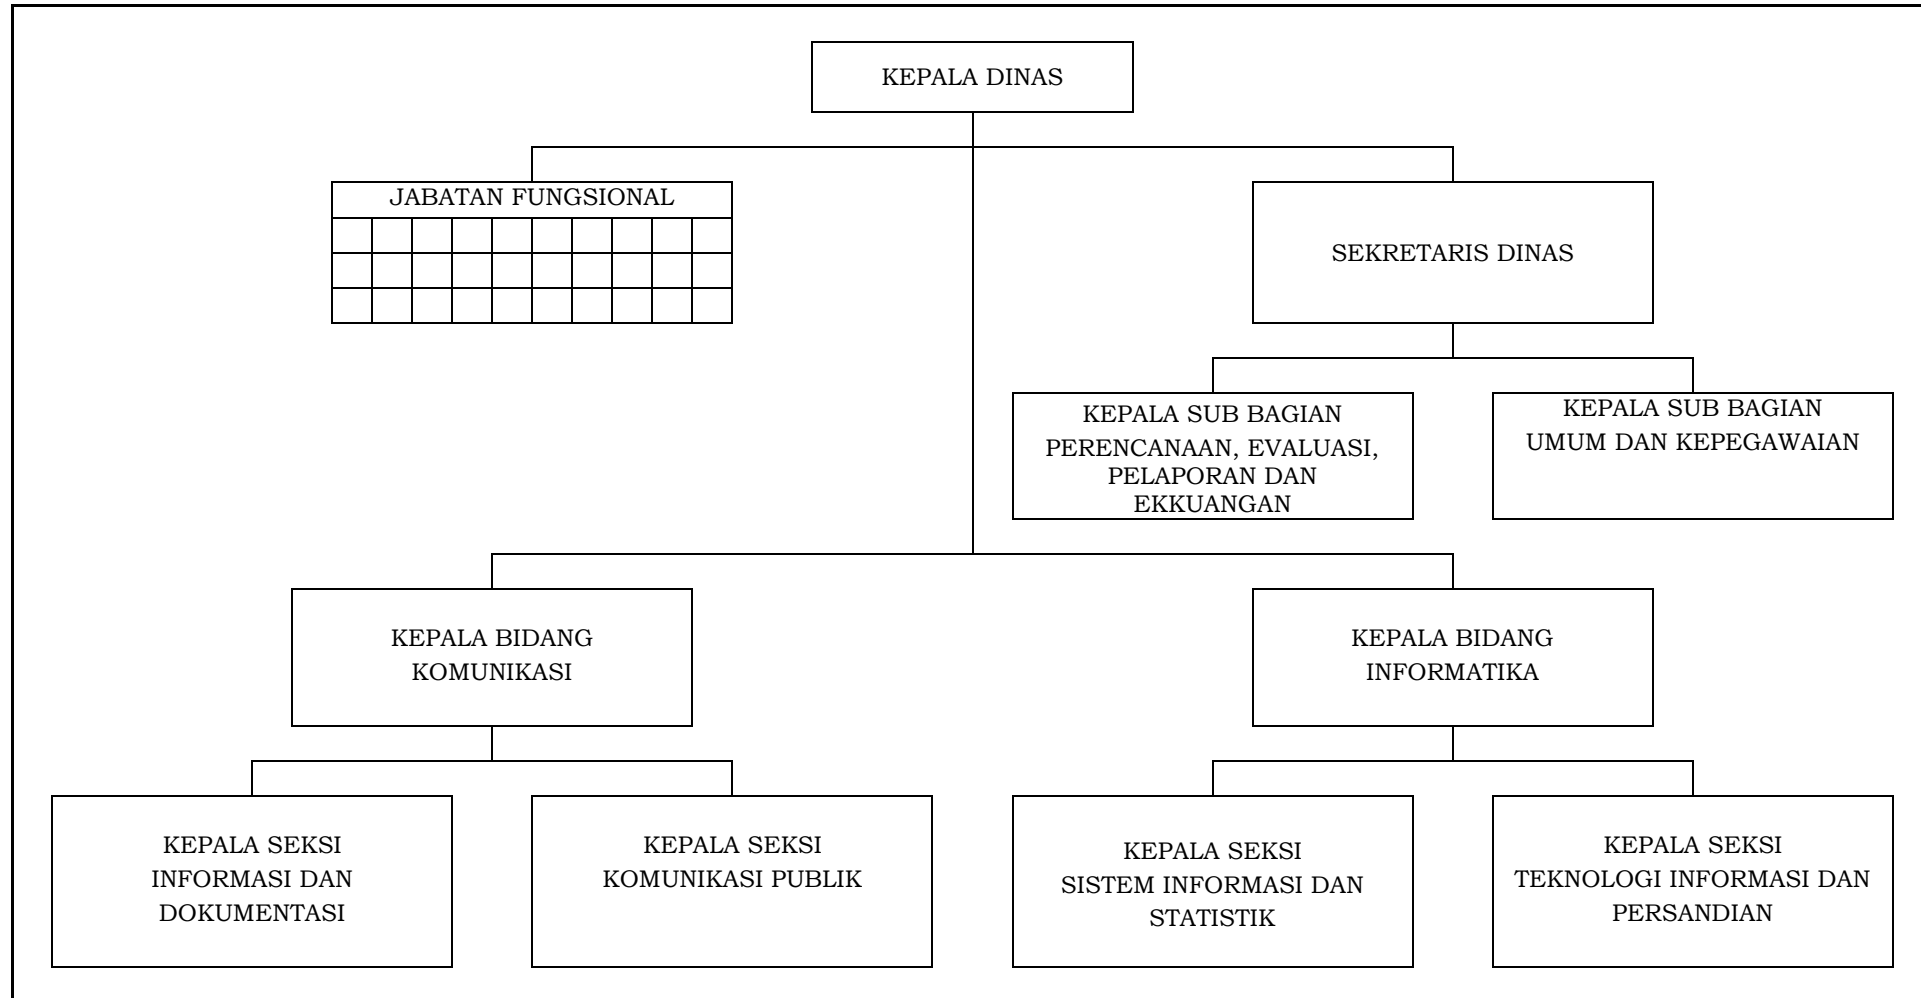 KEPALA DINAS
JABATAN FUNGSIONAL
SEKRETARIS DINAS
KEPALA SUB BAGIAN
PERENCANAAN, EVALUASI,
PELAPORAN DAN
EKKUANGAN
KEPALA SUB BAGIAN
UMUM DAN KEPEGAWAIAN
KEPALA BIDANG
KOMUNIKASI
KEPALA BIDANG
INFORMATIKA
KEPALA SEKSI
INFORMASI DAN
DOKUMENTASI
KEPALA SEKSI
KOMUNIKASI PUBLIK
KEPALA SEKSI
SISTEM INFORMASI DAN
STATISTIK
KEPALA SEKSI
TEKNOLOGI INFORMASI DAN
PERSANDIAN